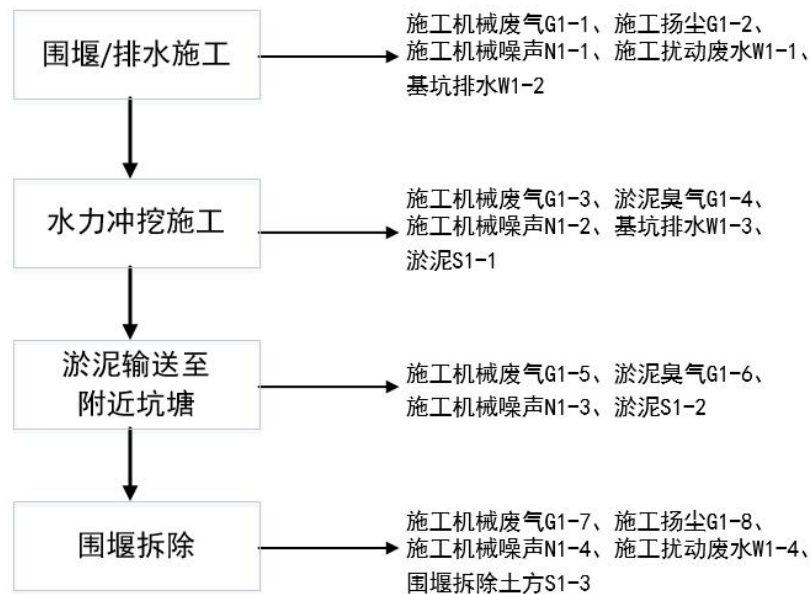 围堰/排水施工
施工机械废气G1-1、施工扬尘G1-2、
施工机械噪声N1-1、施工扰动废水W1-1、
基坑排水W1-2
水力冲挖施工
施工机械废气G1-3、淤泥臭气G1-4、
施工机械噪声N1-2、基坑排水W1-3、
淤泥S1-1
淤泥输送至
附近坑塘
施工机械废气G1-5、淤泥臭气G1-6、
施工机械噪声N1-3、淤泥S1-2
围堰拆除
施工机械废气G1-7、施工扬尘G1-8、
施工机械噪声N1-4、施工扰动废水W1-4、
围堰拆除土方S1-3